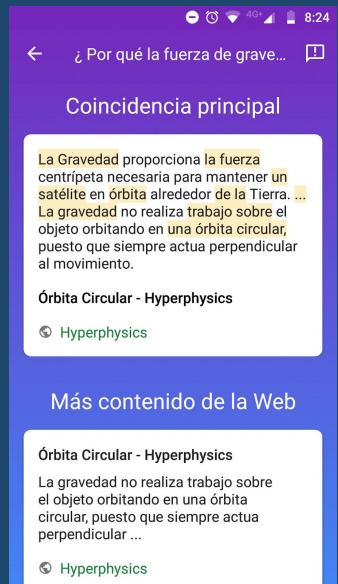 4G+ 8:24
¿ Por qué la fuerza de grave...
Coincidencia principal
La Gravedad proporciona la fuerza
centrípeta necesaria para mantener un
satélite en órbita alrededor de la Tierra. ...
La gravedad no realiza trabajo sobre el
objeto orbitando en una órbita circular,
puesto que siempre actua perpendicular
al movimiento.
Órbita Circular - Hyperphysics
Hyperphysics
Más contenido de la Web
Órbita Circular - Hyperphysics
La gravedad no realiza trabajo sobre
el objeto orbitando en una órbita
circular, puesto que siempre actua
perpendicular ...
Hyperphysics